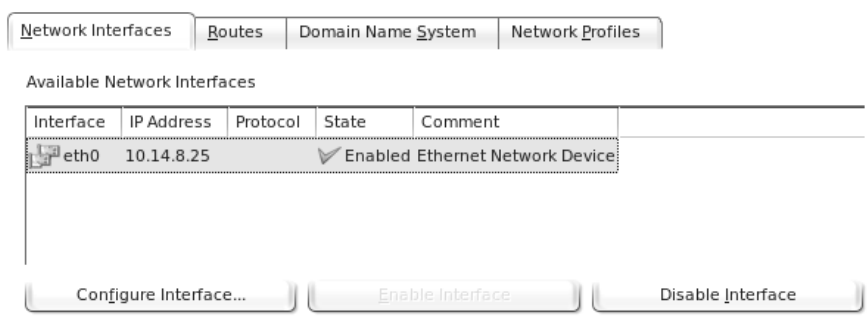 Network Interfaces Routes Domain Name System Network Profiles
Available Network Interfaces
Interface IP Address Protocol State Comment
eth0 10.14.8.25 Enabled Ethernet Network Device
Configure Interface... Enable Interface Disable Interface